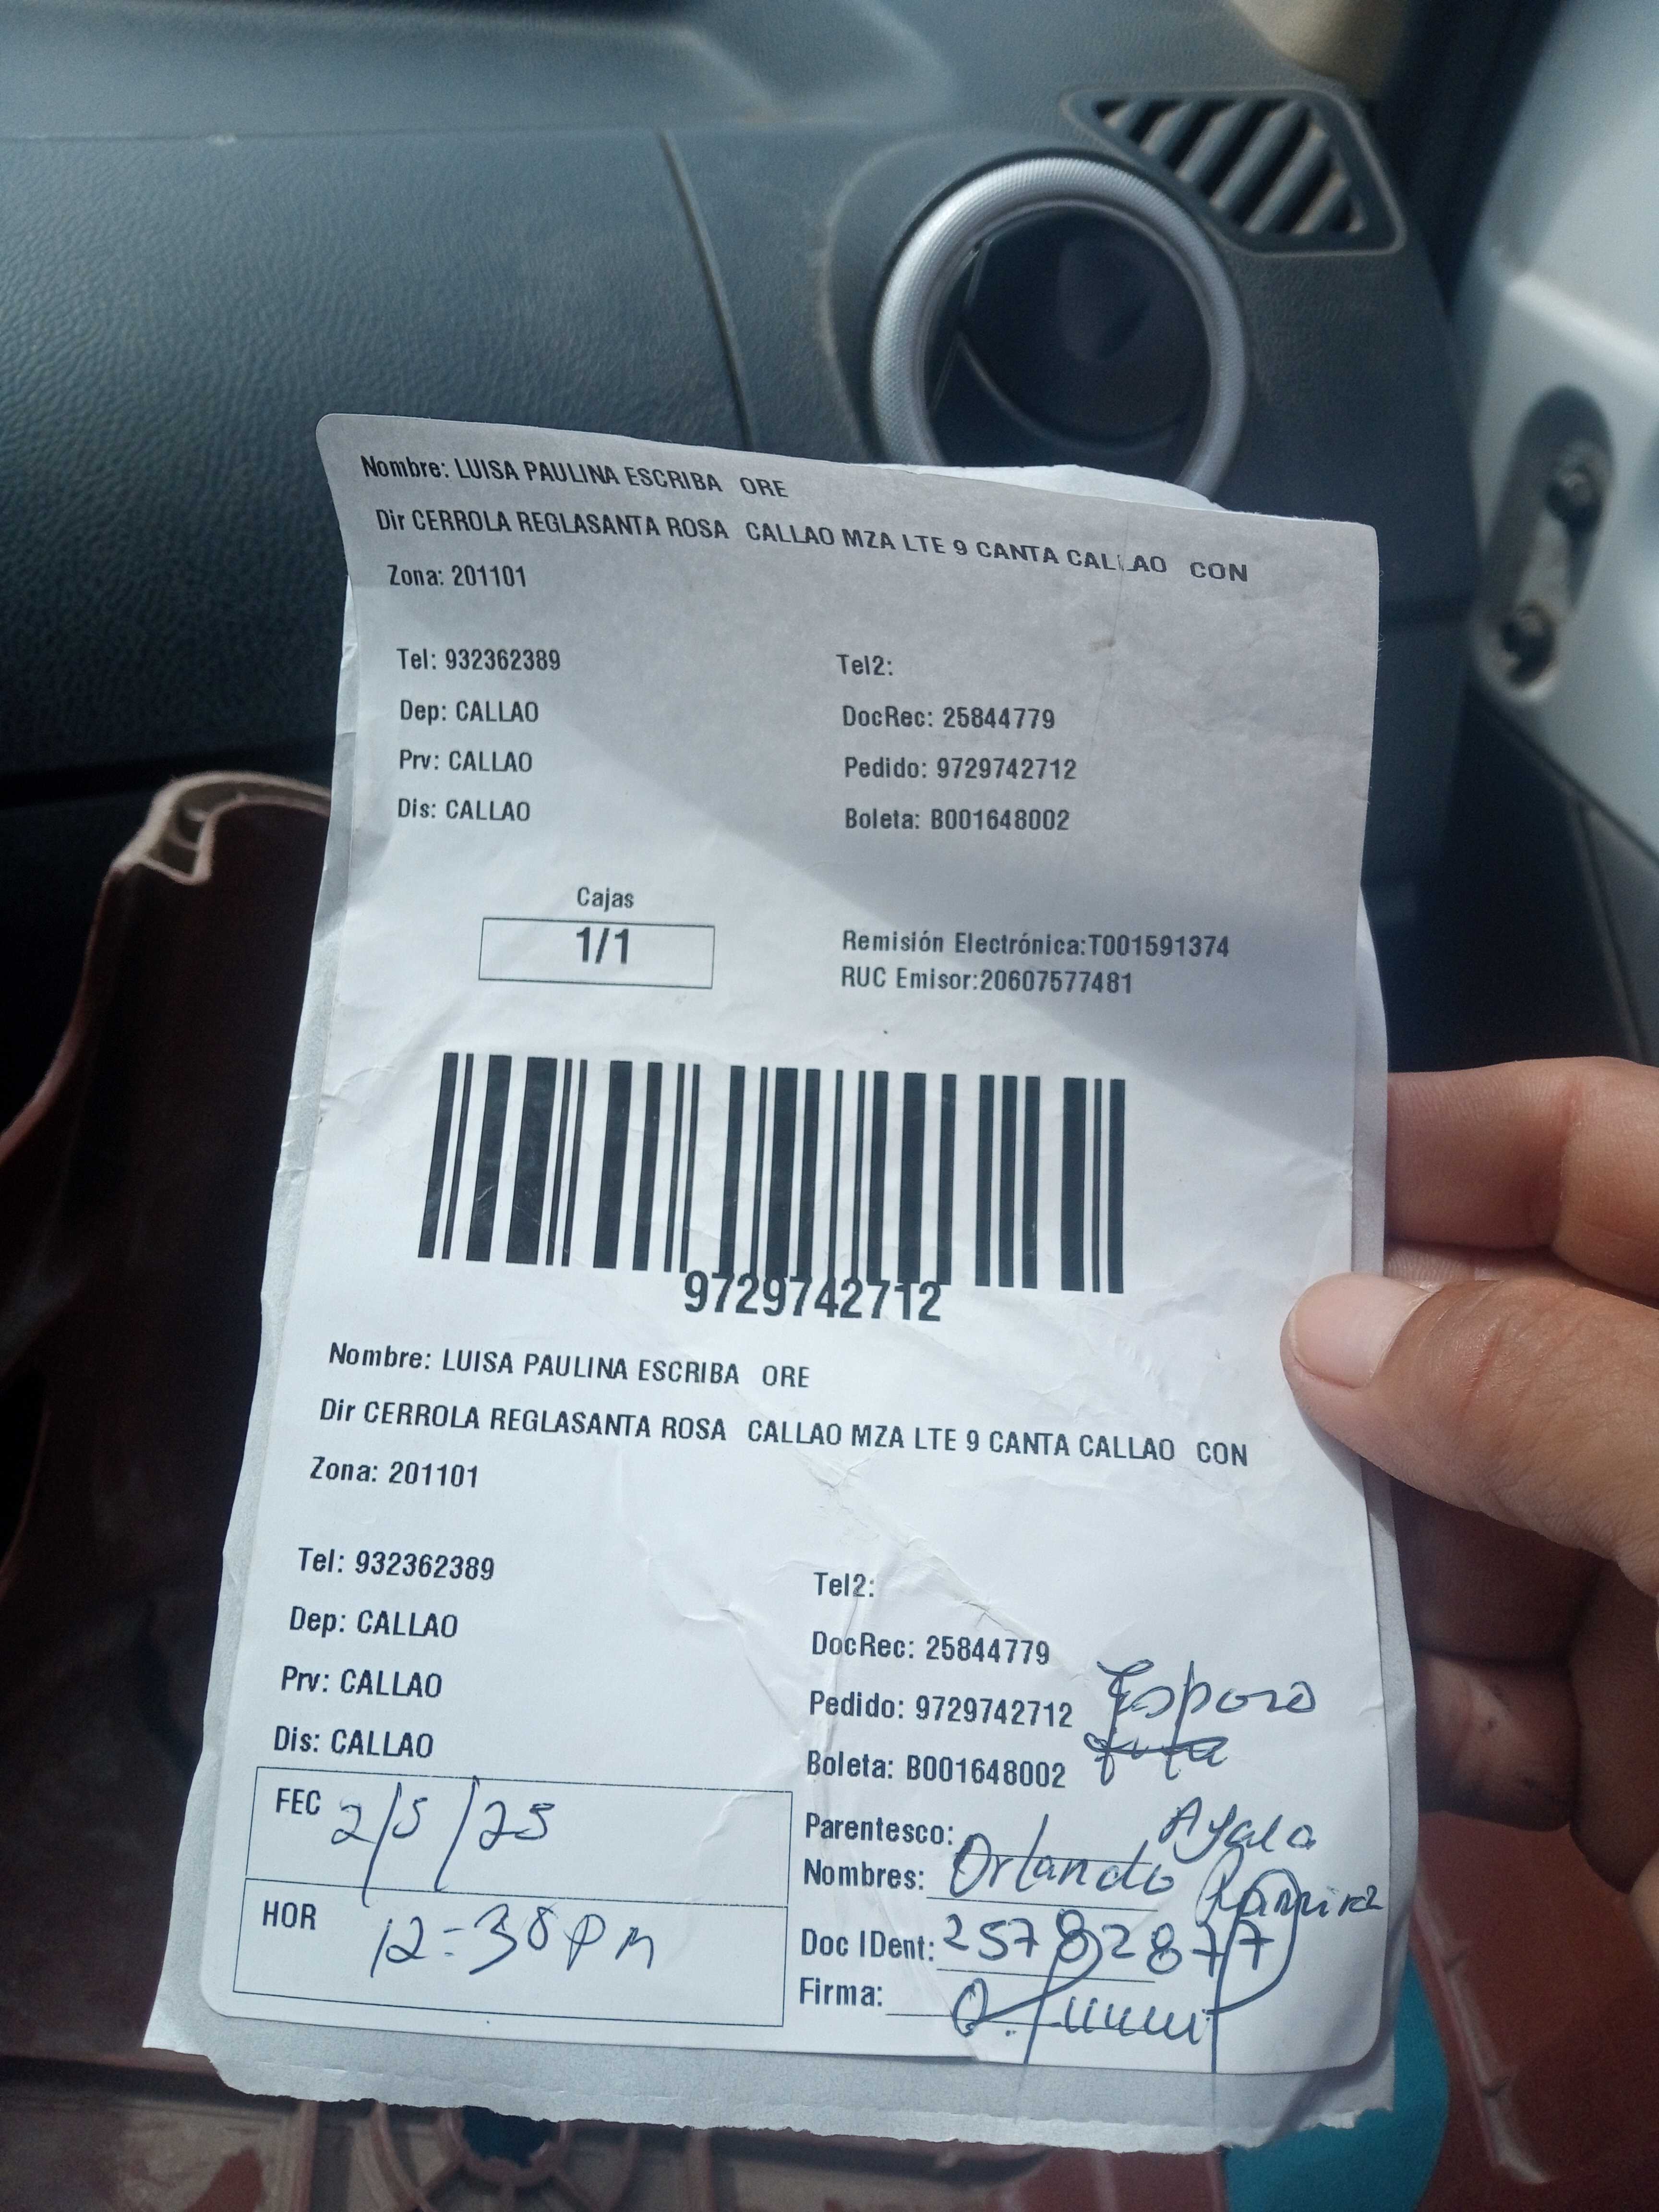 Nombre: LUISA PAULINA ESCRIBA ORE
Dir CERROLA REGLASANTA ROSA CALLAO MZA LTE 9 CANTA CALLAO CON
Zona: 201101
Tel: 932362389 Tel2:
Dep: CALLAO DocRec: 25844779
Prv: CALLAO Pedido: 9729742712
Dis: CALLAO Boleta: B001648002
Cajas
1/1
Remisión Electrónica:T001591374
RUC Emisor:20607577481
9729742712
Nombre: LUISA PAULINA ESCRIBA ORE
Dir CERROLA REGLASANTA ROSA CALLAO MZA LTE 9 CANTA CALLAO CON
Zona: 201101
Tel: 932362389 Tel2:
Dep: CALLAO DocRec: 25844779
Prv: CALLAO Pedido: 9729742712 Esposo
Dis: CALLAO Boleta: B001648002
FEC 2/5/25
HOR 12:38 pm
Parentesco: Ayala
Nombres: Orlando Ramirez
Doc IDent: 25782877
Firma: